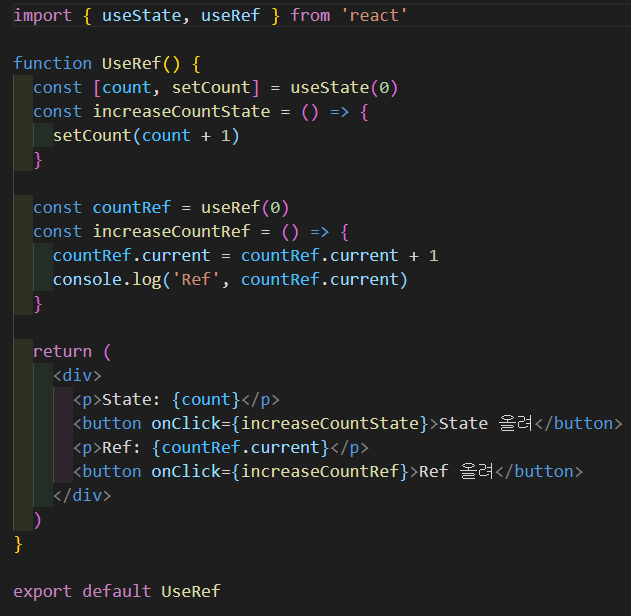 import { useState, useRef } from 'react'
function UseRef() {
const [count, setCount] = useState(0)
const increaseCountState = () => {
setCount(count + 1)
}
const countRef = useRef(0)
const increaseCountRef = () => {
countRef.current = countRef.current + 1
console.log('Ref', countRef.current)
}
return (
<div>
<p>State: {count}</p>
<button onClick={increaseCountState}>State 올려</button>
<p>Ref: {countRef.current}</p>
<button onClick={increaseCountRef}>Ref 올려</button>
</div>
)
}
export default UseRef